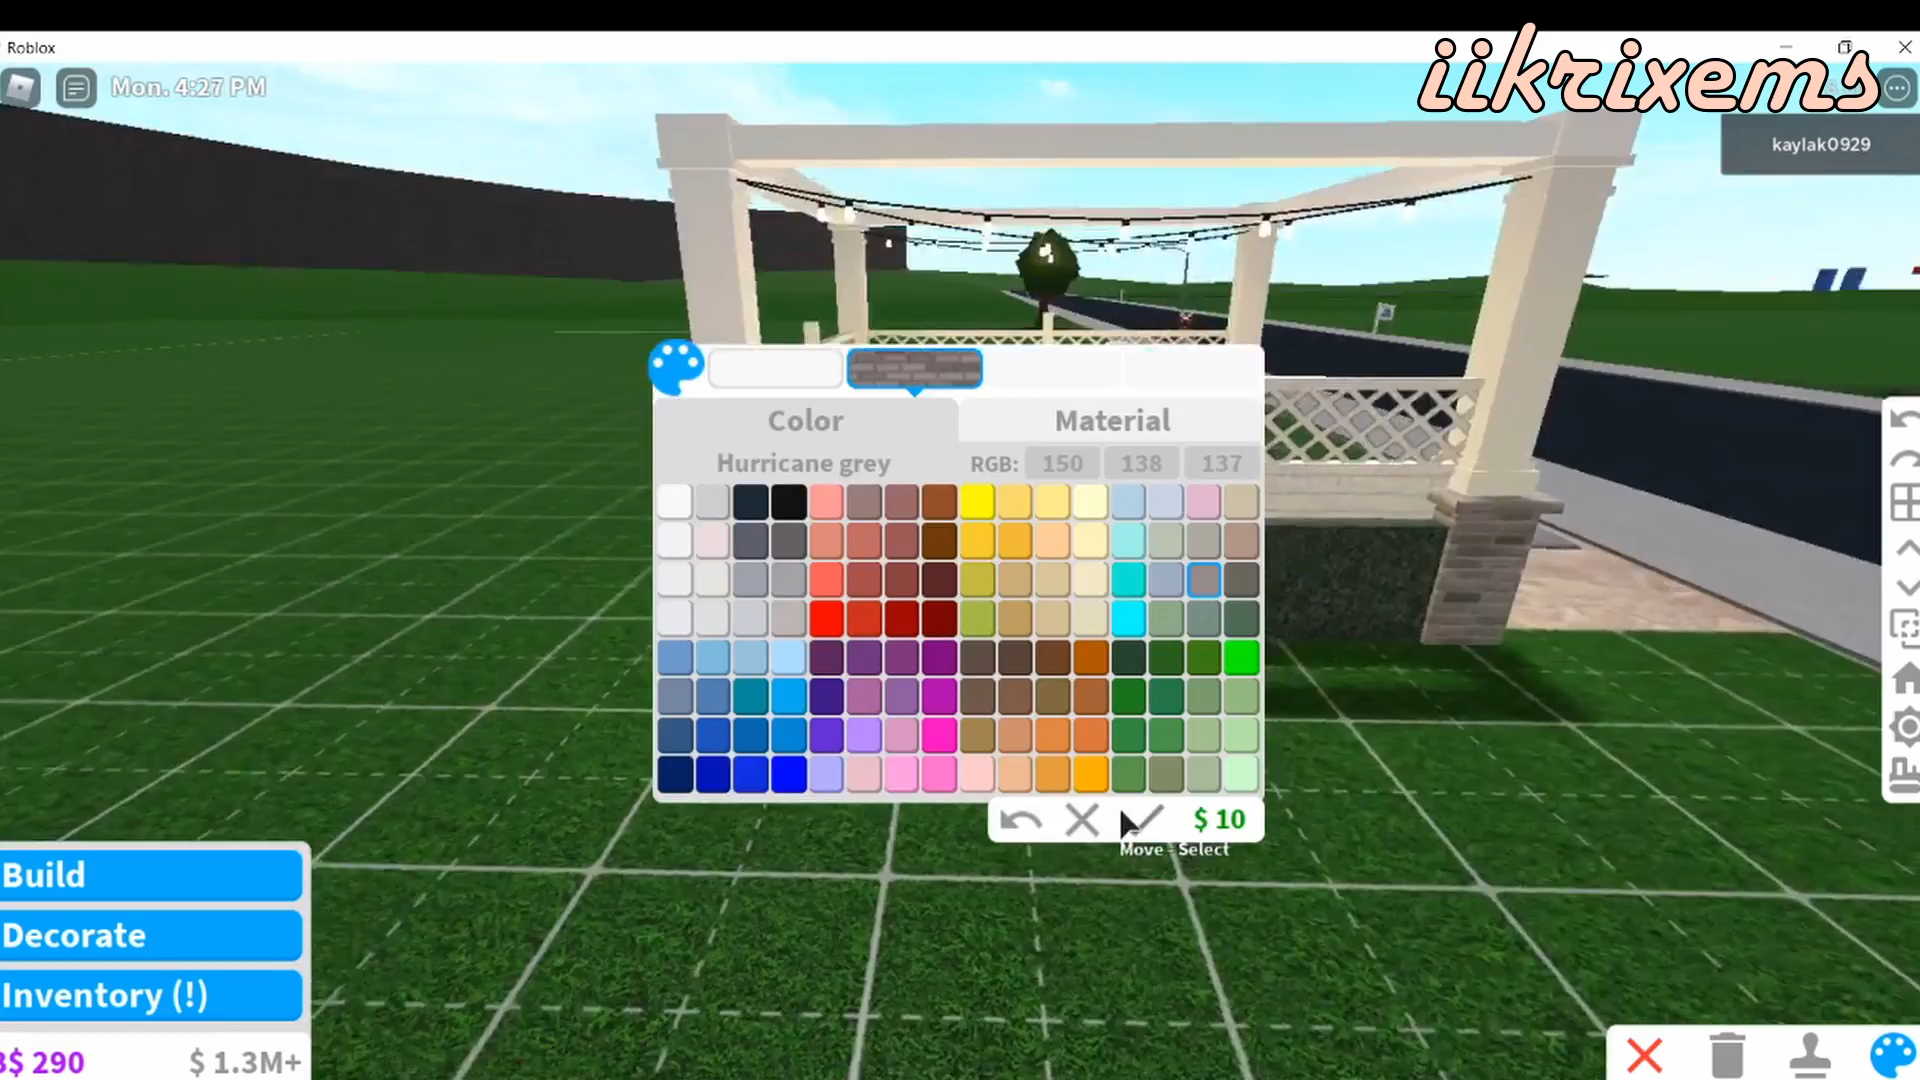 Roblox
iikrixems
Mon. 4:27 PM
kaylak0929
Color
Material
Hurricane grey
RGB: 150 138 137
$ 10
Move - Select
Build
Decorate
Inventory (!)
B$ 290
$ 1.3M+